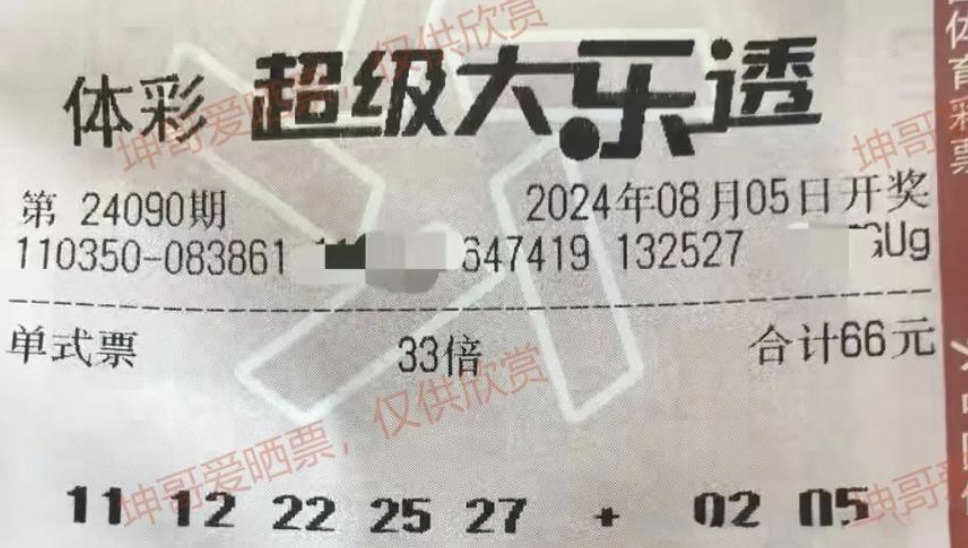 体彩 超级大乐透
第 24090期 2024年08月05日开奖
110350-083861 647419 132527 Ug
单式票 33倍 合计66元
11 12 22 25 27 + 02 05
坤哥爱晒票，仅供欣赏
坤哥爱晒票，仅供欣赏
坤哥
坤哥爱
体育彩票